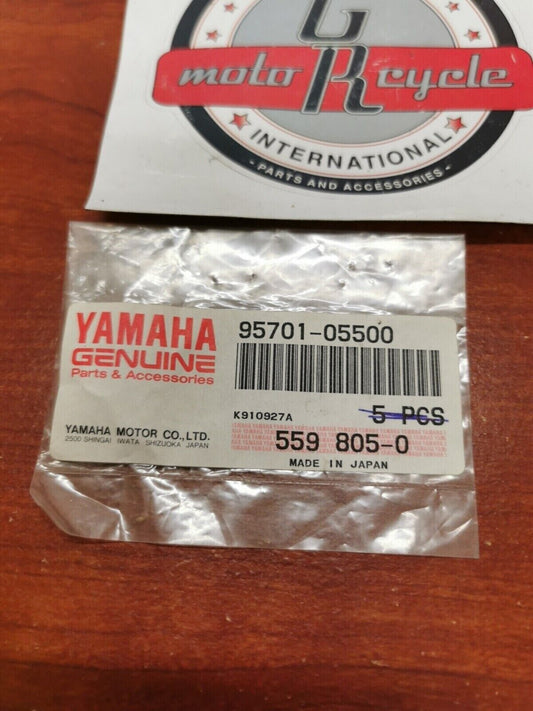 GR
moto cycle
INTERNATIONAL
- PARTS AND ACCESSORIES -
YAMAHA
GENUINE
Parts & Accessories
95701-05500
K910927A
5 PCS
YAMAHA MOTOR CO.,LTD.
2500 SHINGAI IWATA SHIZUOKA JAPAN
559 805-0
MADE IN JAPAN